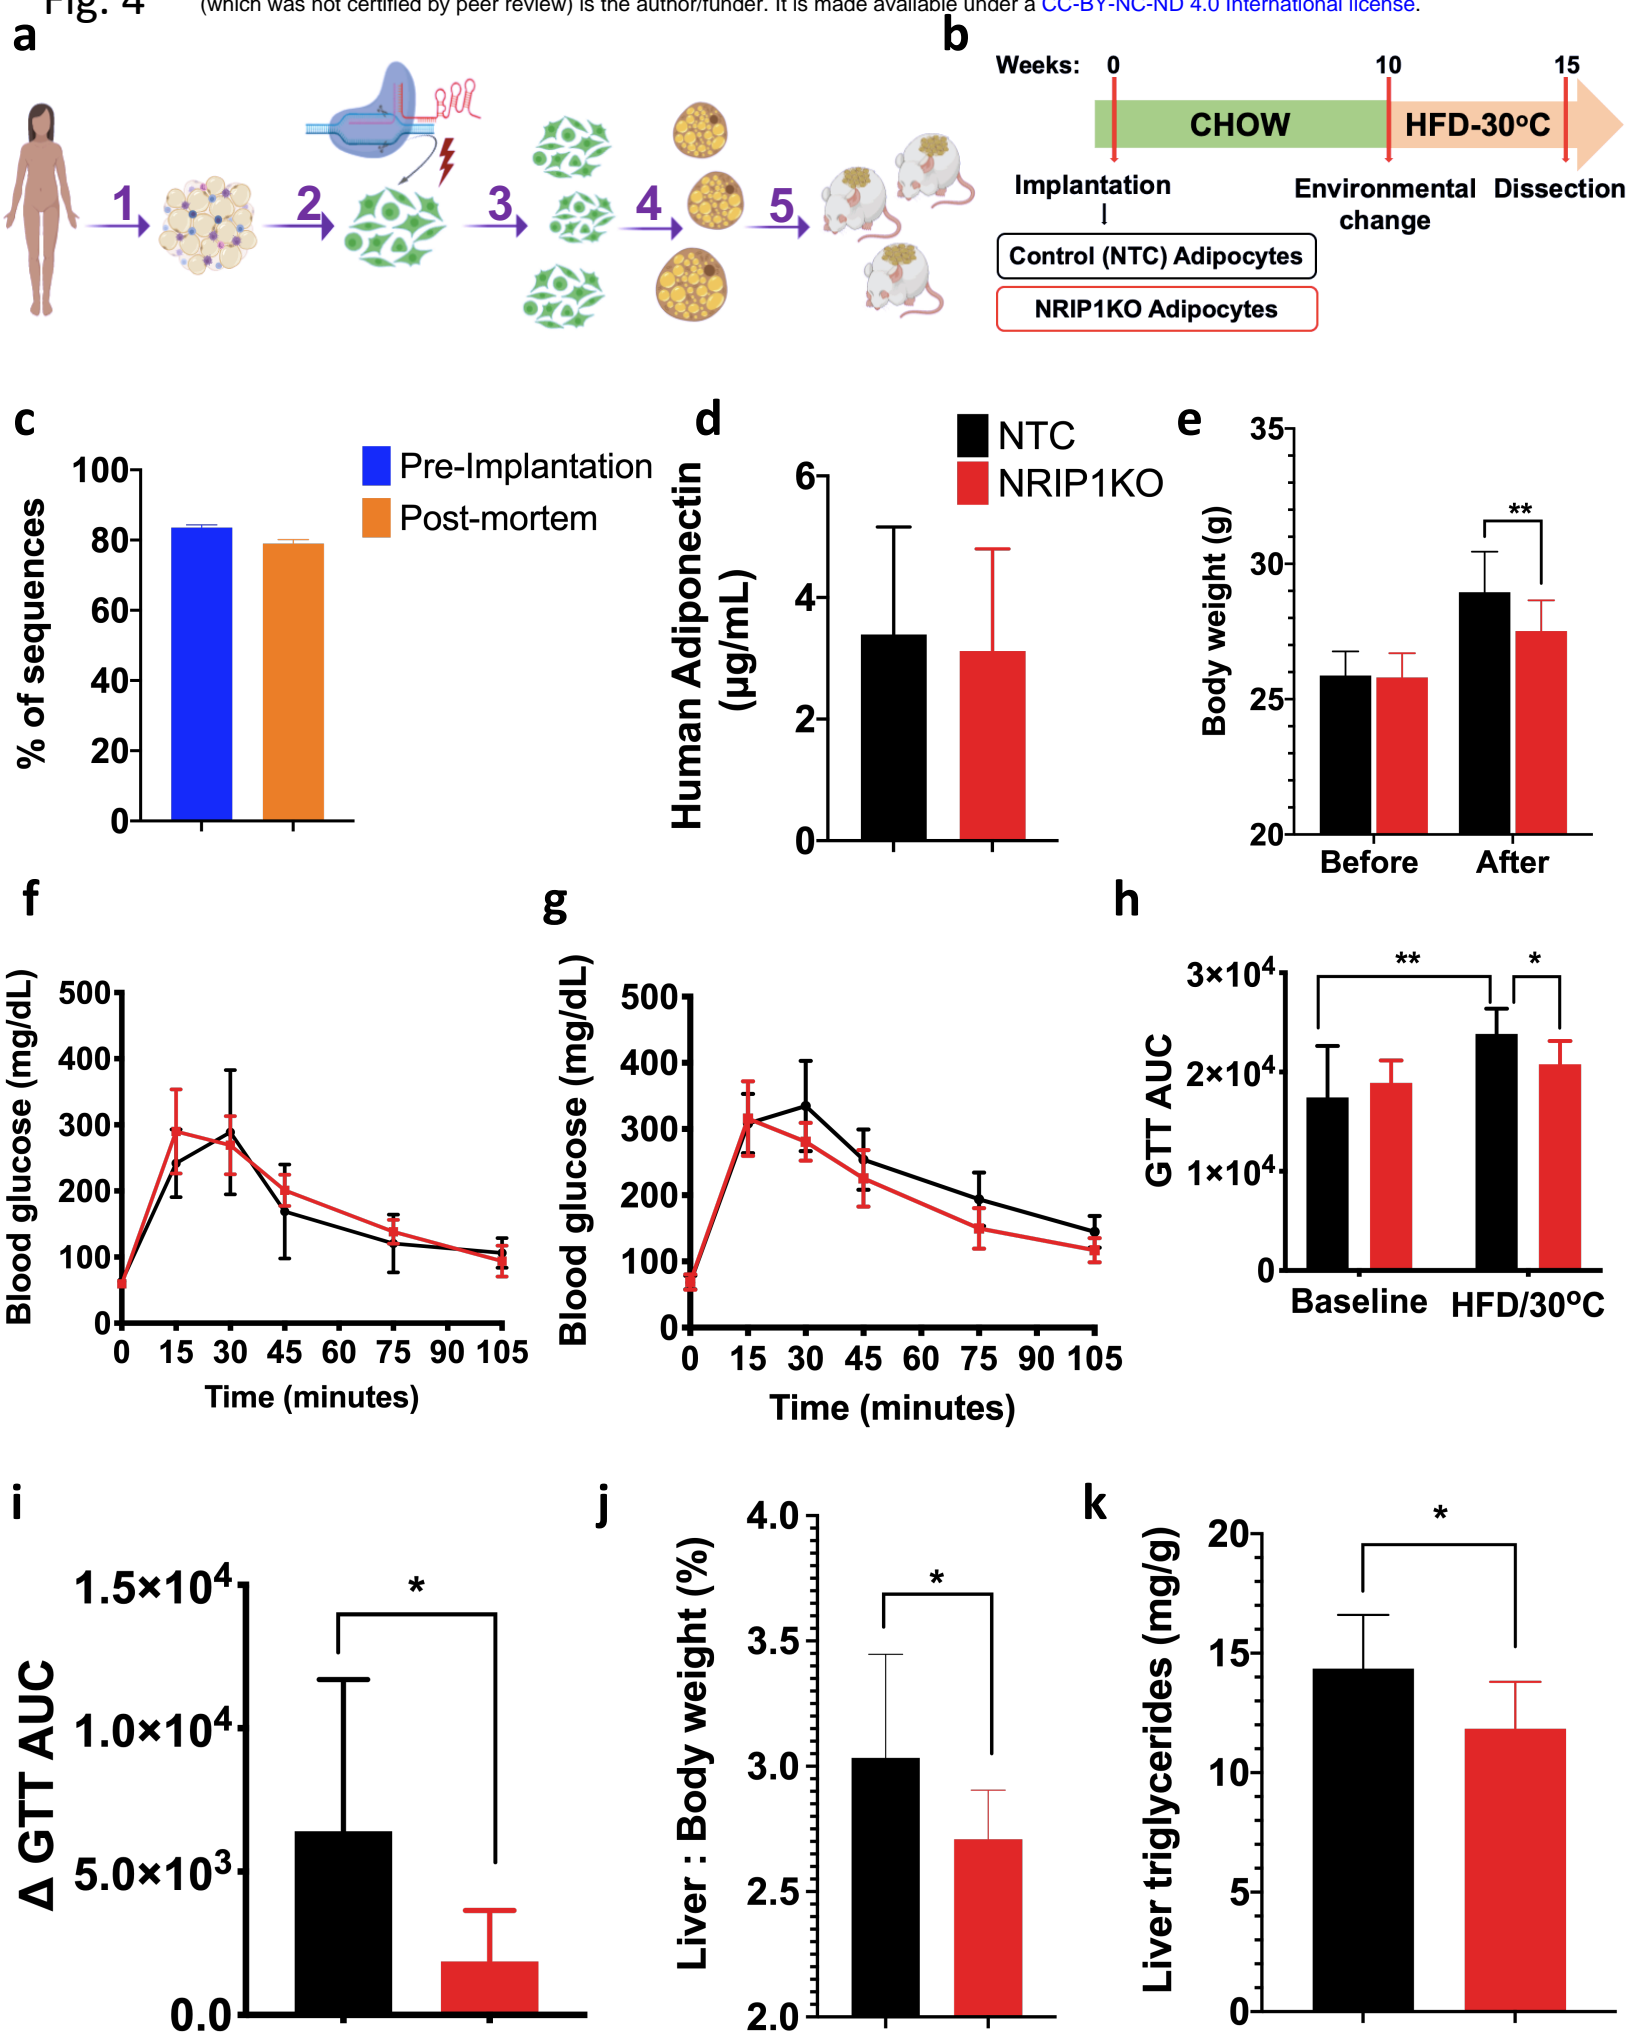 Fig. 4
(which was not certified by peer review) is the author/funder. It is made available under a CC-BY-NC-ND 4.0 International license.
a
1
2
3
4
5
b
Weeks: 0 10 15
CHOW
HFD-30ºC
Implantation
Environmental
change
Dissection
Control (NTC) Adipocytes
NRIP1KO Adipocytes
c
% of sequences
100
80
60
40
20
0
Pre-Implantation
Post-mortem
d
Human Adiponectin
(µg/mL)
6
4
2
0
NTC
NRIP1KO
e
Body weight (g)
35
30
25
20
**
Before
After
f
Blood glucose (mg/dL)
500
400
300
200
100
0
0 15 30 45 60 75 90 105
Time (minutes)
g
Blood glucose (mg/dL)
500
400
300
200
100
0
0 15 30 45 60 75 90 105
Time (minutes)
h
GTT AUC
3×10⁴
2×10⁴
1×10⁴
0
**
*
Baseline
HFD/30ºC
i
Δ GTT AUC
1.5×10⁴
1.0×10⁴
5.0×10³
0.0
*
j
Liver : Body weight (%)
4.0
3.5
3.0
2.5
2.0
*
k
Liver triglycerides (mg/g)
20
15
10
5
0
*